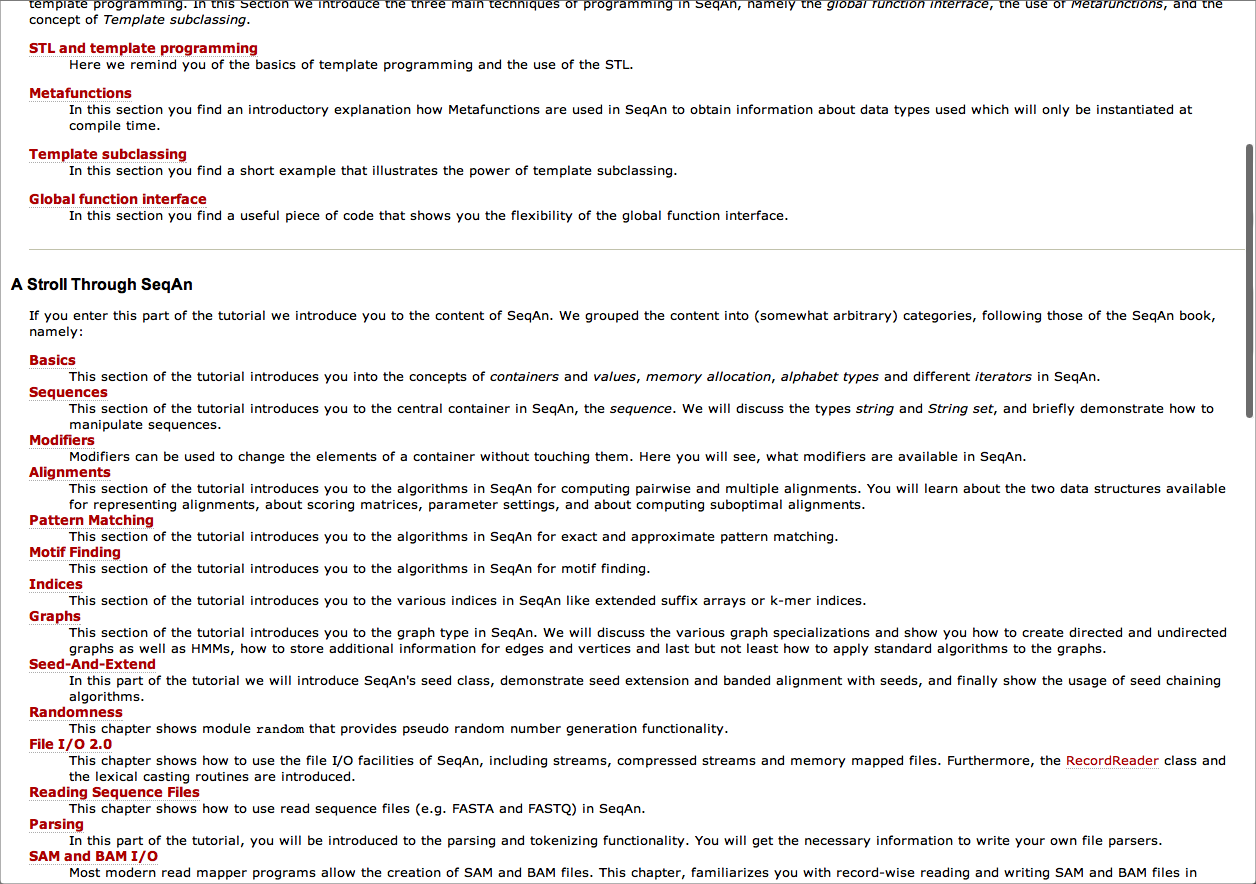 template programming. In this Section we introduce the three main techniques of programming in SeqAn, namely the global function interface, the use of Metafunctions, and the
concept of Template subclassing.
STL and template programming
Here we remind you of the basics of template programming and the use of the STL.
Metafunctions
In this section you find an introductory explanation how Metafunctions are used in SeqAn to obtain information about data types used which will only be instantiated at
compile time.
Template subclassing
In this section you find a short example that illustrates the power of template subclassing.
Global function interface
In this section you find a useful piece of code that shows you the flexibility of the global function interface.
A Stroll Through SeqAn
If you enter this part of the tutorial we introduce you to the content of SeqAn. We grouped the content into (somewhat arbitrary) categories, following those of the SeqAn book,
namely:
Basics
This section of the tutorial introduces you into the concepts of containers and values, memory allocation, alphabet types and different iterators in SeqAn.
Sequences
This section of the tutorial introduces you to the central container in SeqAn, the sequence. We will discuss the types string and String set, and briefly demonstrate how to
manipulate sequences.
Modifiers
Modifiers can be used to change the elements of a container without touching them. Here you will see, what modifiers are available in SeqAn.
Alignments
This section of the tutorial introduces you to the algorithms in SeqAn for computing pairwise and multiple alignments. You will learn about the two data structures available
for representing alignments, about scoring matrices, parameter settings, and about computing suboptimal alignments.
Pattern Matching
This section of the tutorial introduces you to the algorithms in SeqAn for exact and approximate pattern matching.
Motif Finding
This section of the tutorial introduces you to the algorithms in SeqAn for motif finding.
Indices
This section of the tutorial introduces you to the various indices in SeqAn like extended suffix arrays or k-mer indices.
Graphs
This section of the tutorial introduces you to the graph type in SeqAn. We will discuss the various graph specializations and show you how to create directed and undirected
graphs as well as HMMs, how to store additional information for edges and vertices and last but not least how to apply standard algorithms to the graphs.
Seed-And-Extend
In this part of the tutorial we will introduce SeqAn's seed class, demonstrate seed extension and banded alignment with seeds, and finally show the usage of seed chaining
algorithms.
Randomness
This chapter shows module random that provides pseudo random number generation functionality.
File I/O 2.0
This chapter shows how to use the file I/O facilities of SeqAn, including streams, compressed streams and memory mapped files. Furthermore, the RecordReader class and
the lexical casting routines are introduced.
Reading Sequence Files
This chapter shows how to use read sequence files (e.g. FASTA and FASTQ) in SeqAn.
Parsing
In this part of the tutorial, you will be introduced to the parsing and tokenizing functionality. You will get the necessary information to write your own file parsers.
SAM and BAM I/O
Most modern read mapper programs allow the creation of SAM and BAM files. This chapter, familiarizes you with record-wise reading and writing SAM and BAM files in